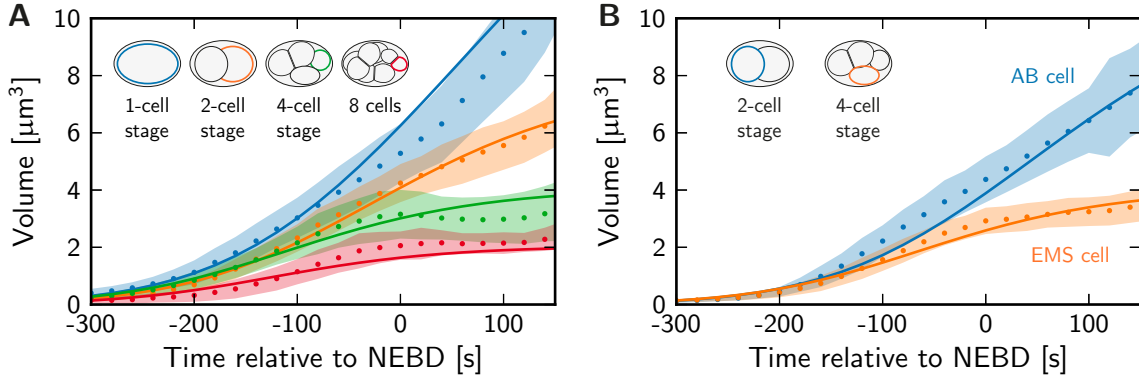 A
Volume [μm³]
10
8
6
4
2
0
1-cell stage
2-cell stage
4-cell stage
8 cells
-300
-200
-100
0
100
Time relative to NEBD [s]
B
Volume [μm³]
10
8
6
4
2
0
2-cell stage
4-cell stage
AB cell
EMS cell
-300
-200
-100
0
100
Time relative to NEBD [s]